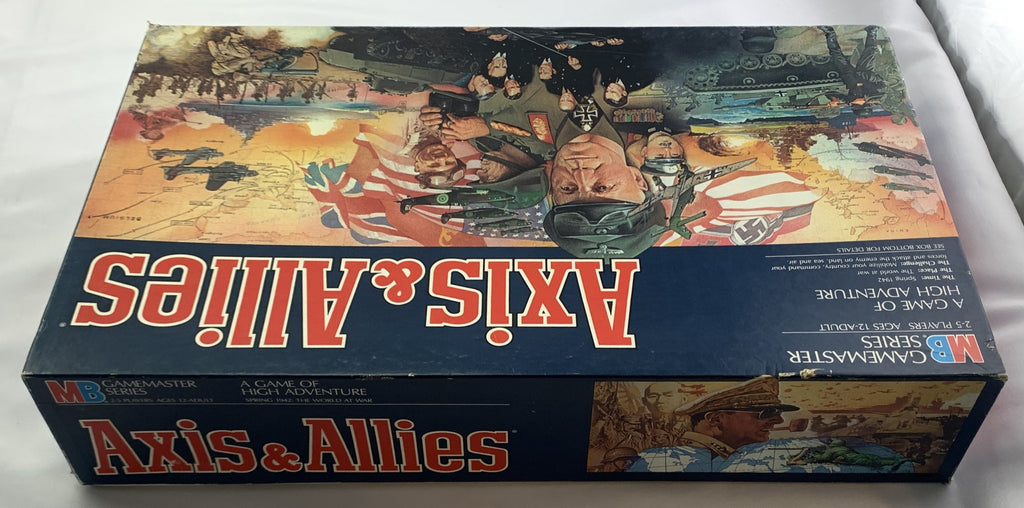 Axis & Allies
MB GAMEMASTER
SERIES
2-5 PLAYERS AGES 12-ADULT
A GAME OF
HIGH ADVENTURE
The Time: Spring 1942
The Place: The world at war
The Challenge: Mobilize your country, command your
forces and attack the enemy on land, sea and air.
SEE BOX BOTTOM FOR DETAILS
BELGIUM
MB GAMEMASTER
SERIES
2-5 PLAYERS AGES 12-ADULT
A GAME OF
HIGH ADVENTURE
SPRING 1942: THE WORLD AT WAR
Axis & Allies